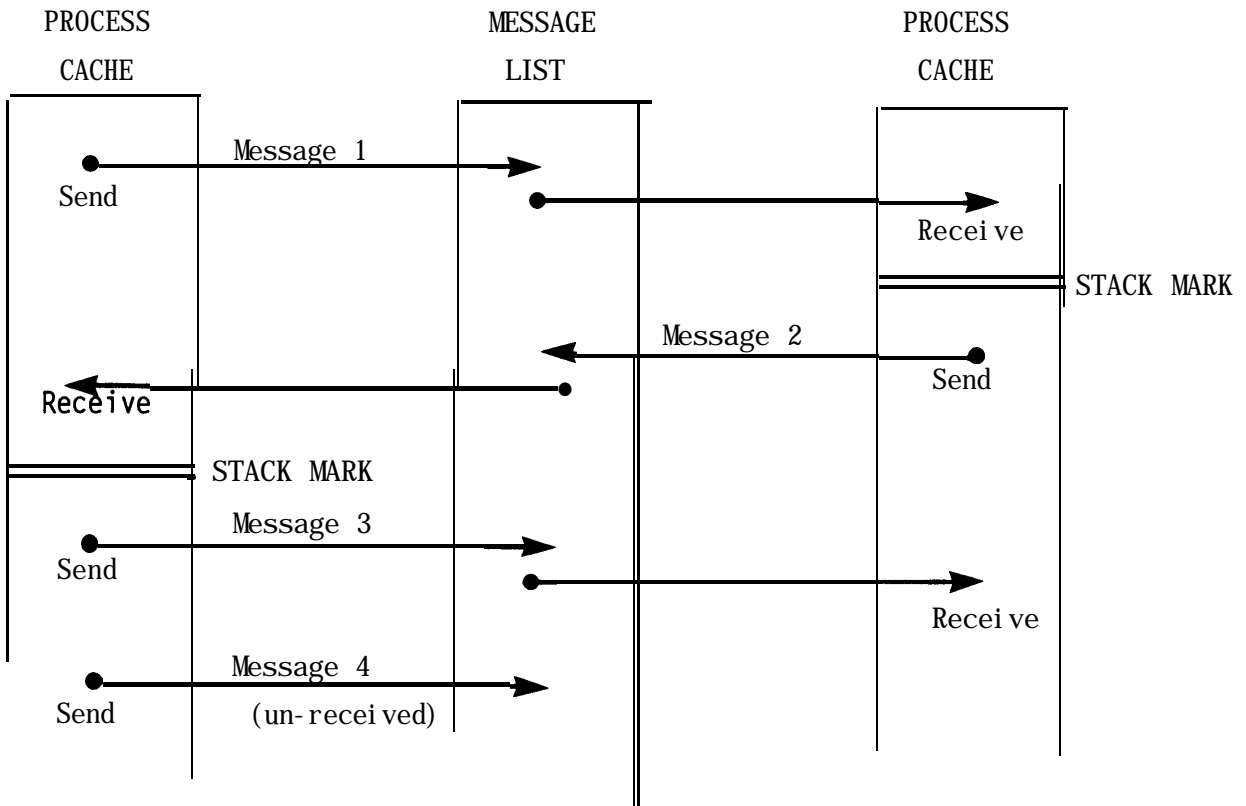 PROCESS MESSAGE PROCESS
CACHE LIST CACHE
Message 1
Send
Receive
STACK MARK
Message 2
Send
Receive
STACK MARK
Message 3
Send
Receive
Message 4
Send (un-received)